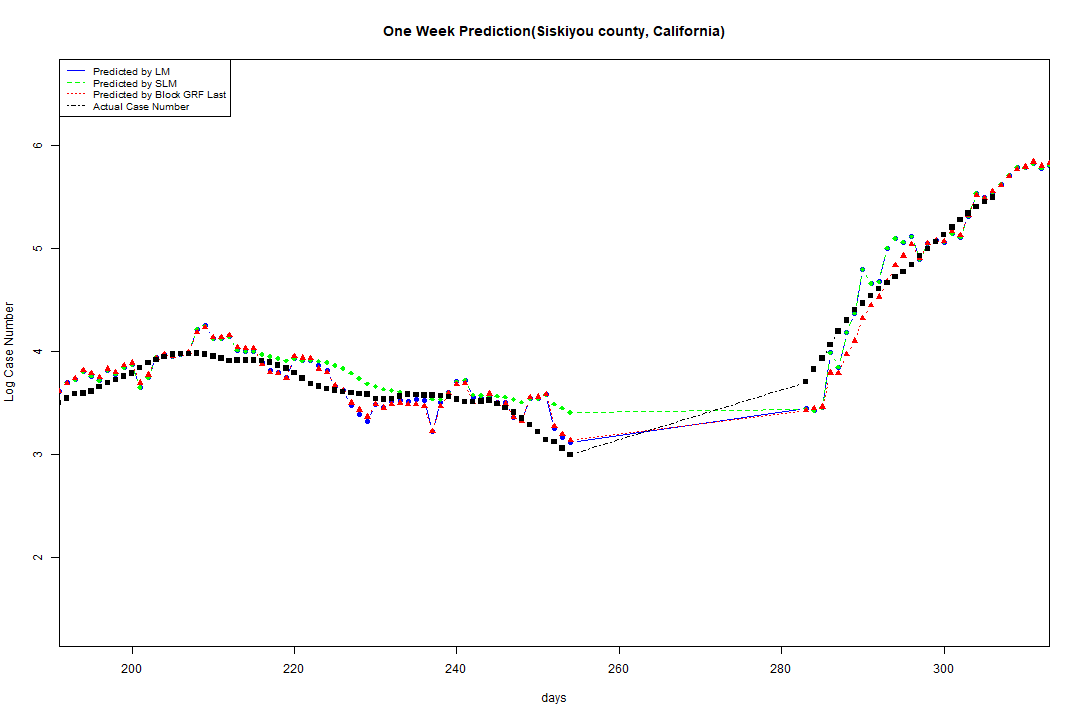 One Week Prediction(Siskiyou county, California)
Predicted by LM
Predicted by SLM
Predicted by Block GRF Last
Actual Case Number
Log Case Number
6
5
4
3
2
200 220 240 260 280 300
days